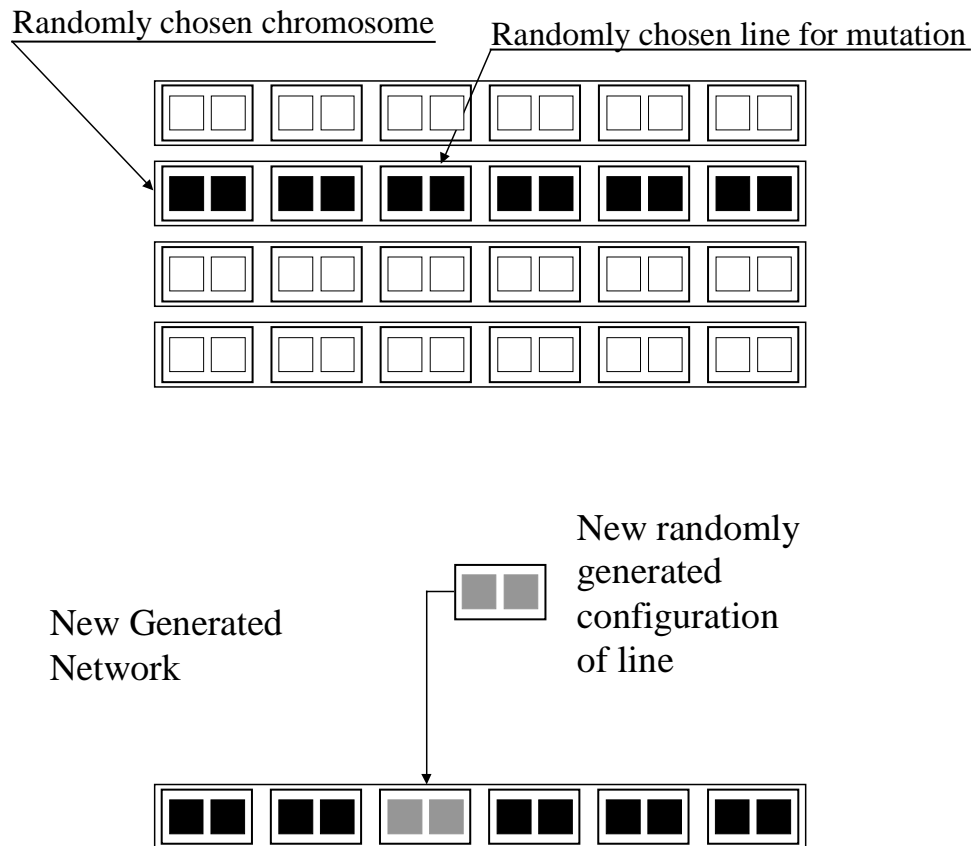 Randomly chosen chromosome
Randomly chosen line for mutation
New randomly
generated
configuration
of line
New Generated
Network